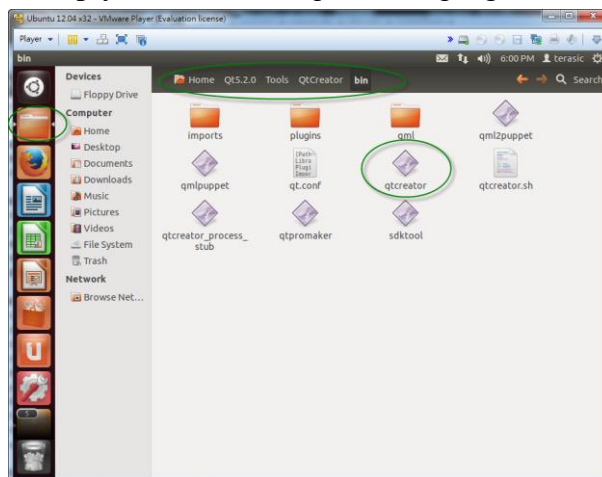 Ubuntu 12.04 x32 - VMware Player (Evaluation license)
Player
bin
6:00 PM terasic
Devices
Floppy Drive
Computer
Home
Desktop
Documents
Downloads
Music
Pictures
Videos
File System
Trash
Network
Browse Net...
Home Qt5.2.0 Tools QtCreator bin
Search
imports plugins qml qml2puppet
qmlpuppet qt.conf qtcreator qtcreator.sh
qtcreator_process_
stub
qtpromaker sdktool